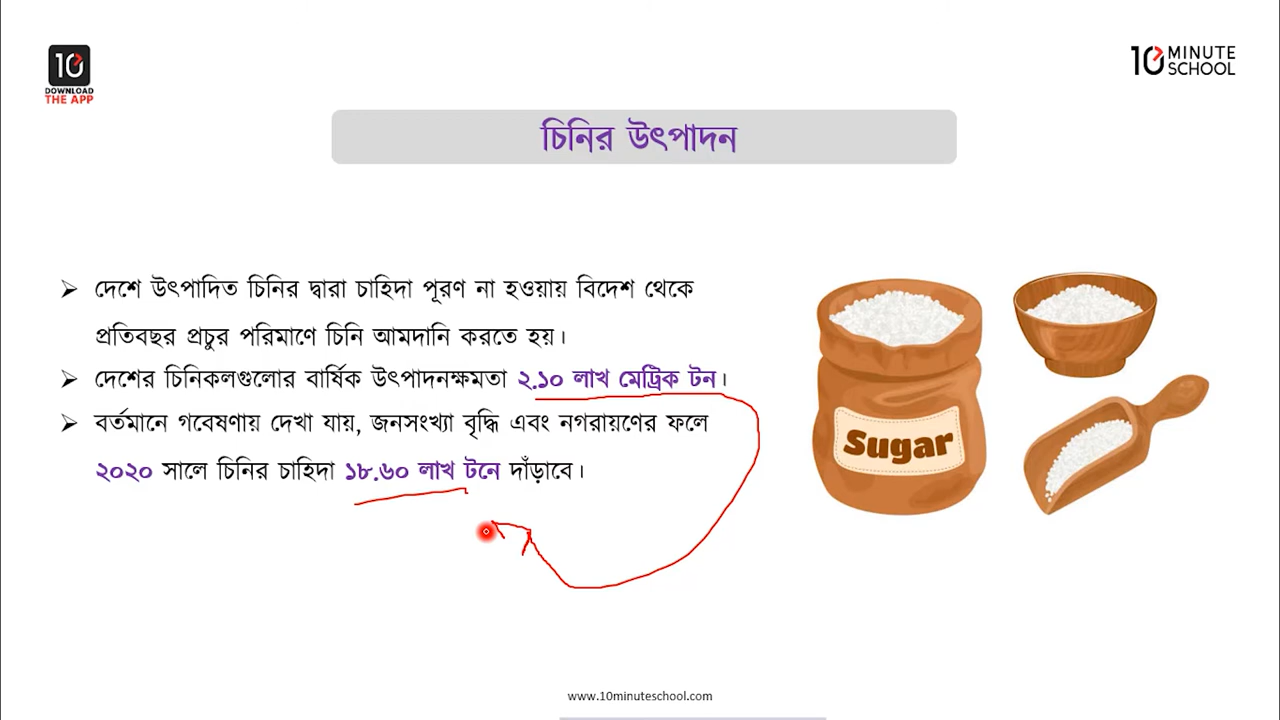 10
DOWNLOAD
THE APP
10 MINUTE
SCHOOL
চিনির উৎপাদন
➢ দেশে উৎপাদিত চিনির দ্বারা চাহিদা পূরণ না হওয়ায় বিদেশ থেকে
প্রতিবছর প্রচুর পরিমাণে চিনি আমদানি করতে হয়।
➢ দেশের চিনিকলগুলোর বার্ষিক উৎপাদনক্ষমতা ২.১০ লাখ মেট্রিক টন।
➢ বর্তমানে গবেষণায় দেখা যায়, জনসংখ্যা বৃদ্ধি এবং নগরায়ণের ফলে
২০২০ সালে চিনির চাহিদা ১৮.৬০ লাখ টনে দাঁড়াবে।
Sugar
www.10minuteschool.com